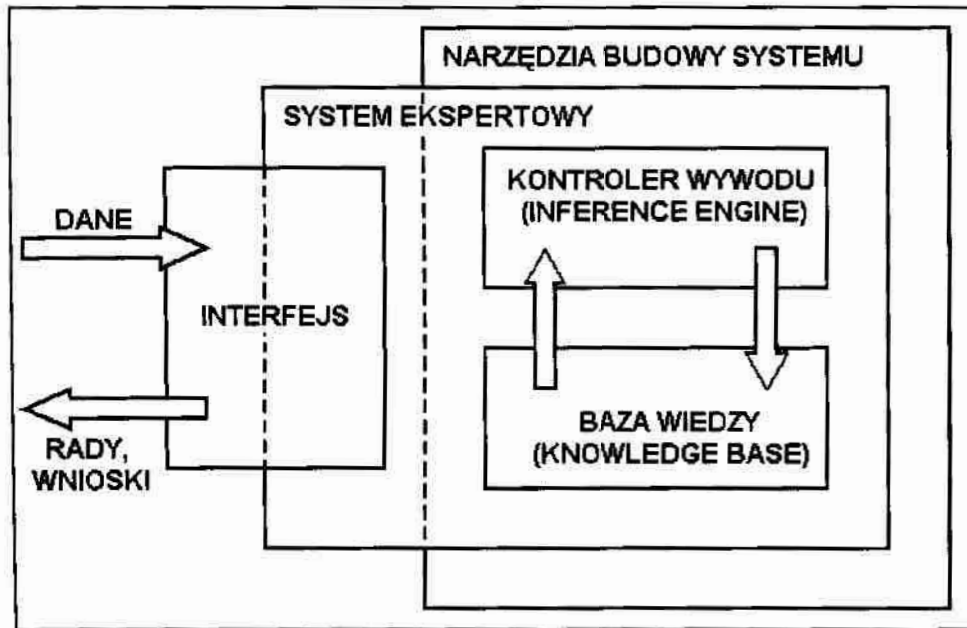 NARZĘDZIA BUDOWY SYSTEMU
SYSTEM EKSPERTOWY
KONTROLER WYWODU
(INFERENCE ENGINE)
DANE
INTERFEJS
RADY,
WNIOSKI
BAZA WIEDZY
(KNOWLEDGE BASE)